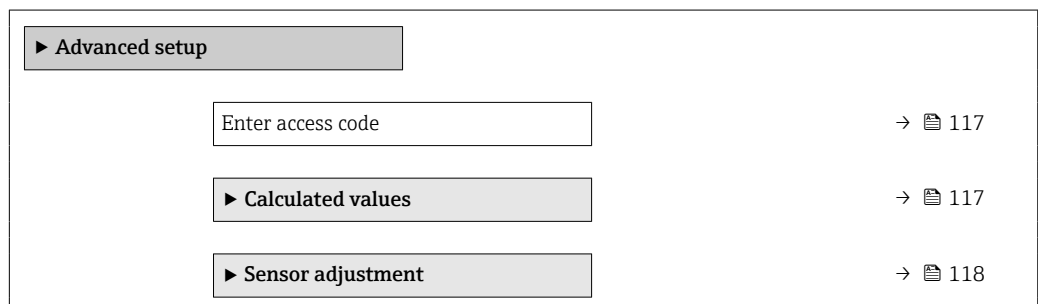 ▶ Advanced setup
Enter access code → 117
▶ Calculated values → 117
▶ Sensor adjustment → 118